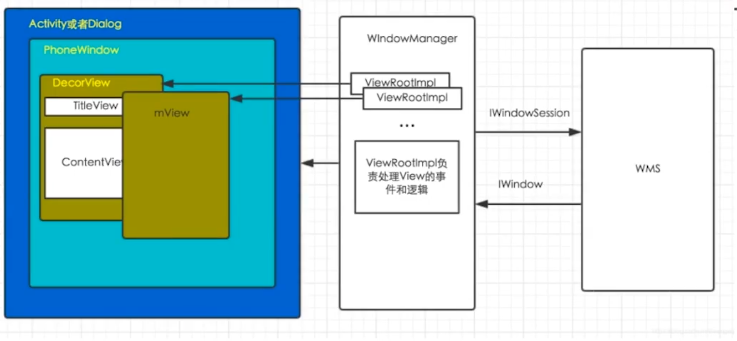 Activity或者Dialog
PhoneWindow
DecorView
TitleView
ContentView
mView
WIndowManager
ViewRootImpl
ViewRootImpl
...
ViewRootImpl负
责处理View的事
件和逻辑
IWindowSession
IWindow
WMS